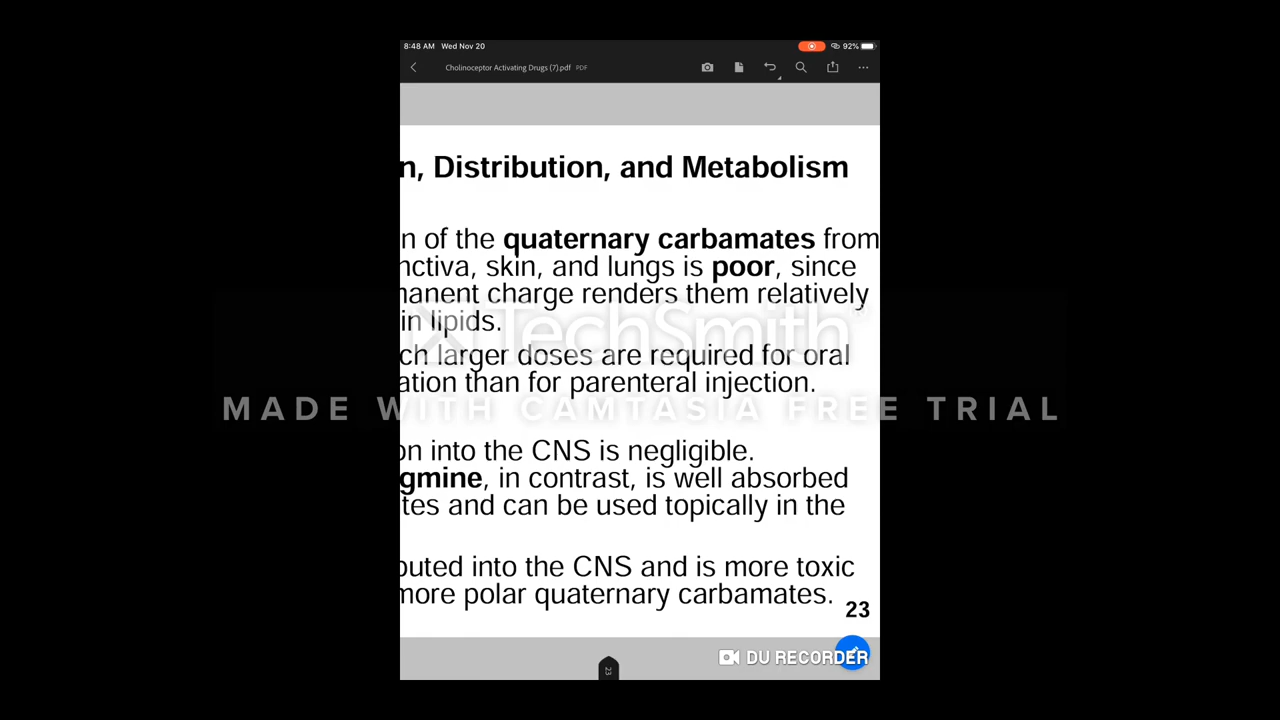 8:48 AM Wed Nov 20
92%
Cholinoceptor Activating Drugs (7).pdf PDF
n, Distribution, and Metabolism
n of the quaternary carbamates from
nctiva, skin, and lungs is poor, since
manent charge renders them relatively
in lipids.
TechSmith
ch larger doses are required for oral
ation than for parenteral injection.
MADE WITH CAMTASIA FREE TRIAL
on into the CNS is negligible.
gmine, in contrast, is well absorbed
tes and can be used topically in the
buted into the CNS and is more toxic
more polar quaternary carbamates.
23
DU RECORDER
23